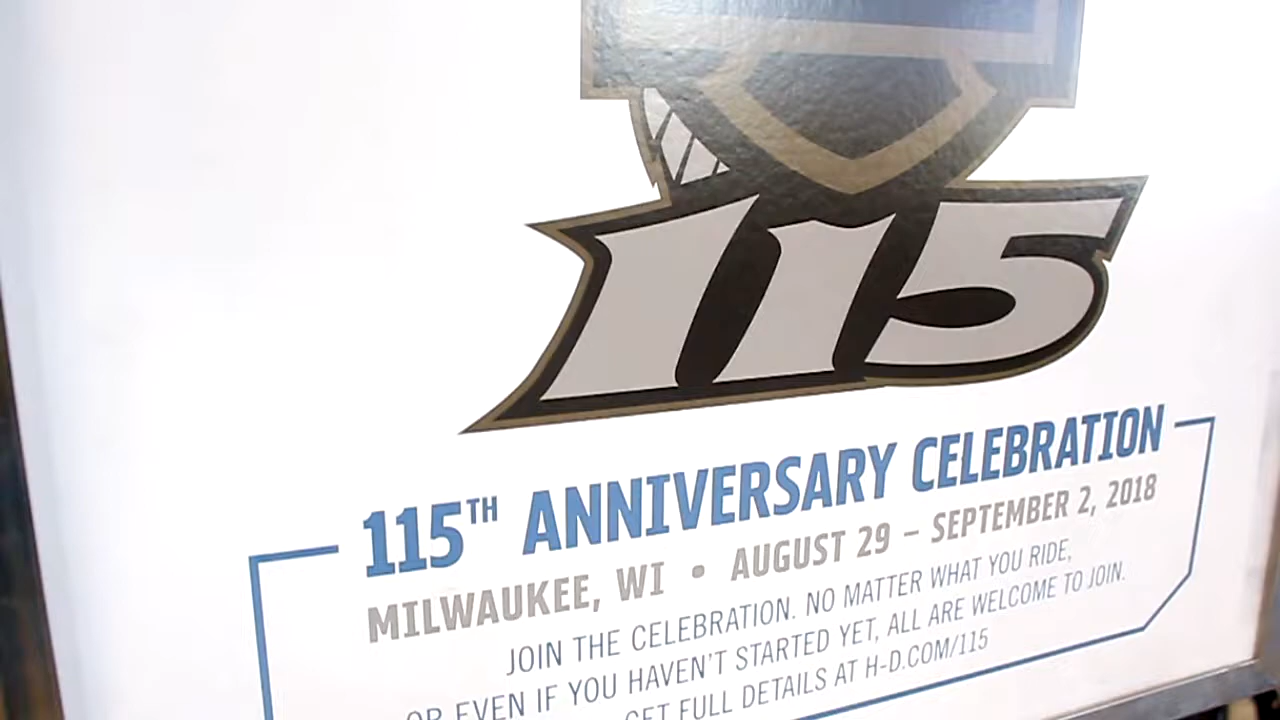 115
115TH ANNIVERSARY CELEBRATION
MILWAUKEE, WI • AUGUST 29 – SEPTEMBER 2, 2018
JOIN THE CELEBRATION. NO MATTER WHAT YOU RIDE,
OR EVEN IF YOU HAVEN'T STARTED YET, ALL ARE WELCOME TO JOIN.
GET FULL DETAILS AT H-D.COM/115